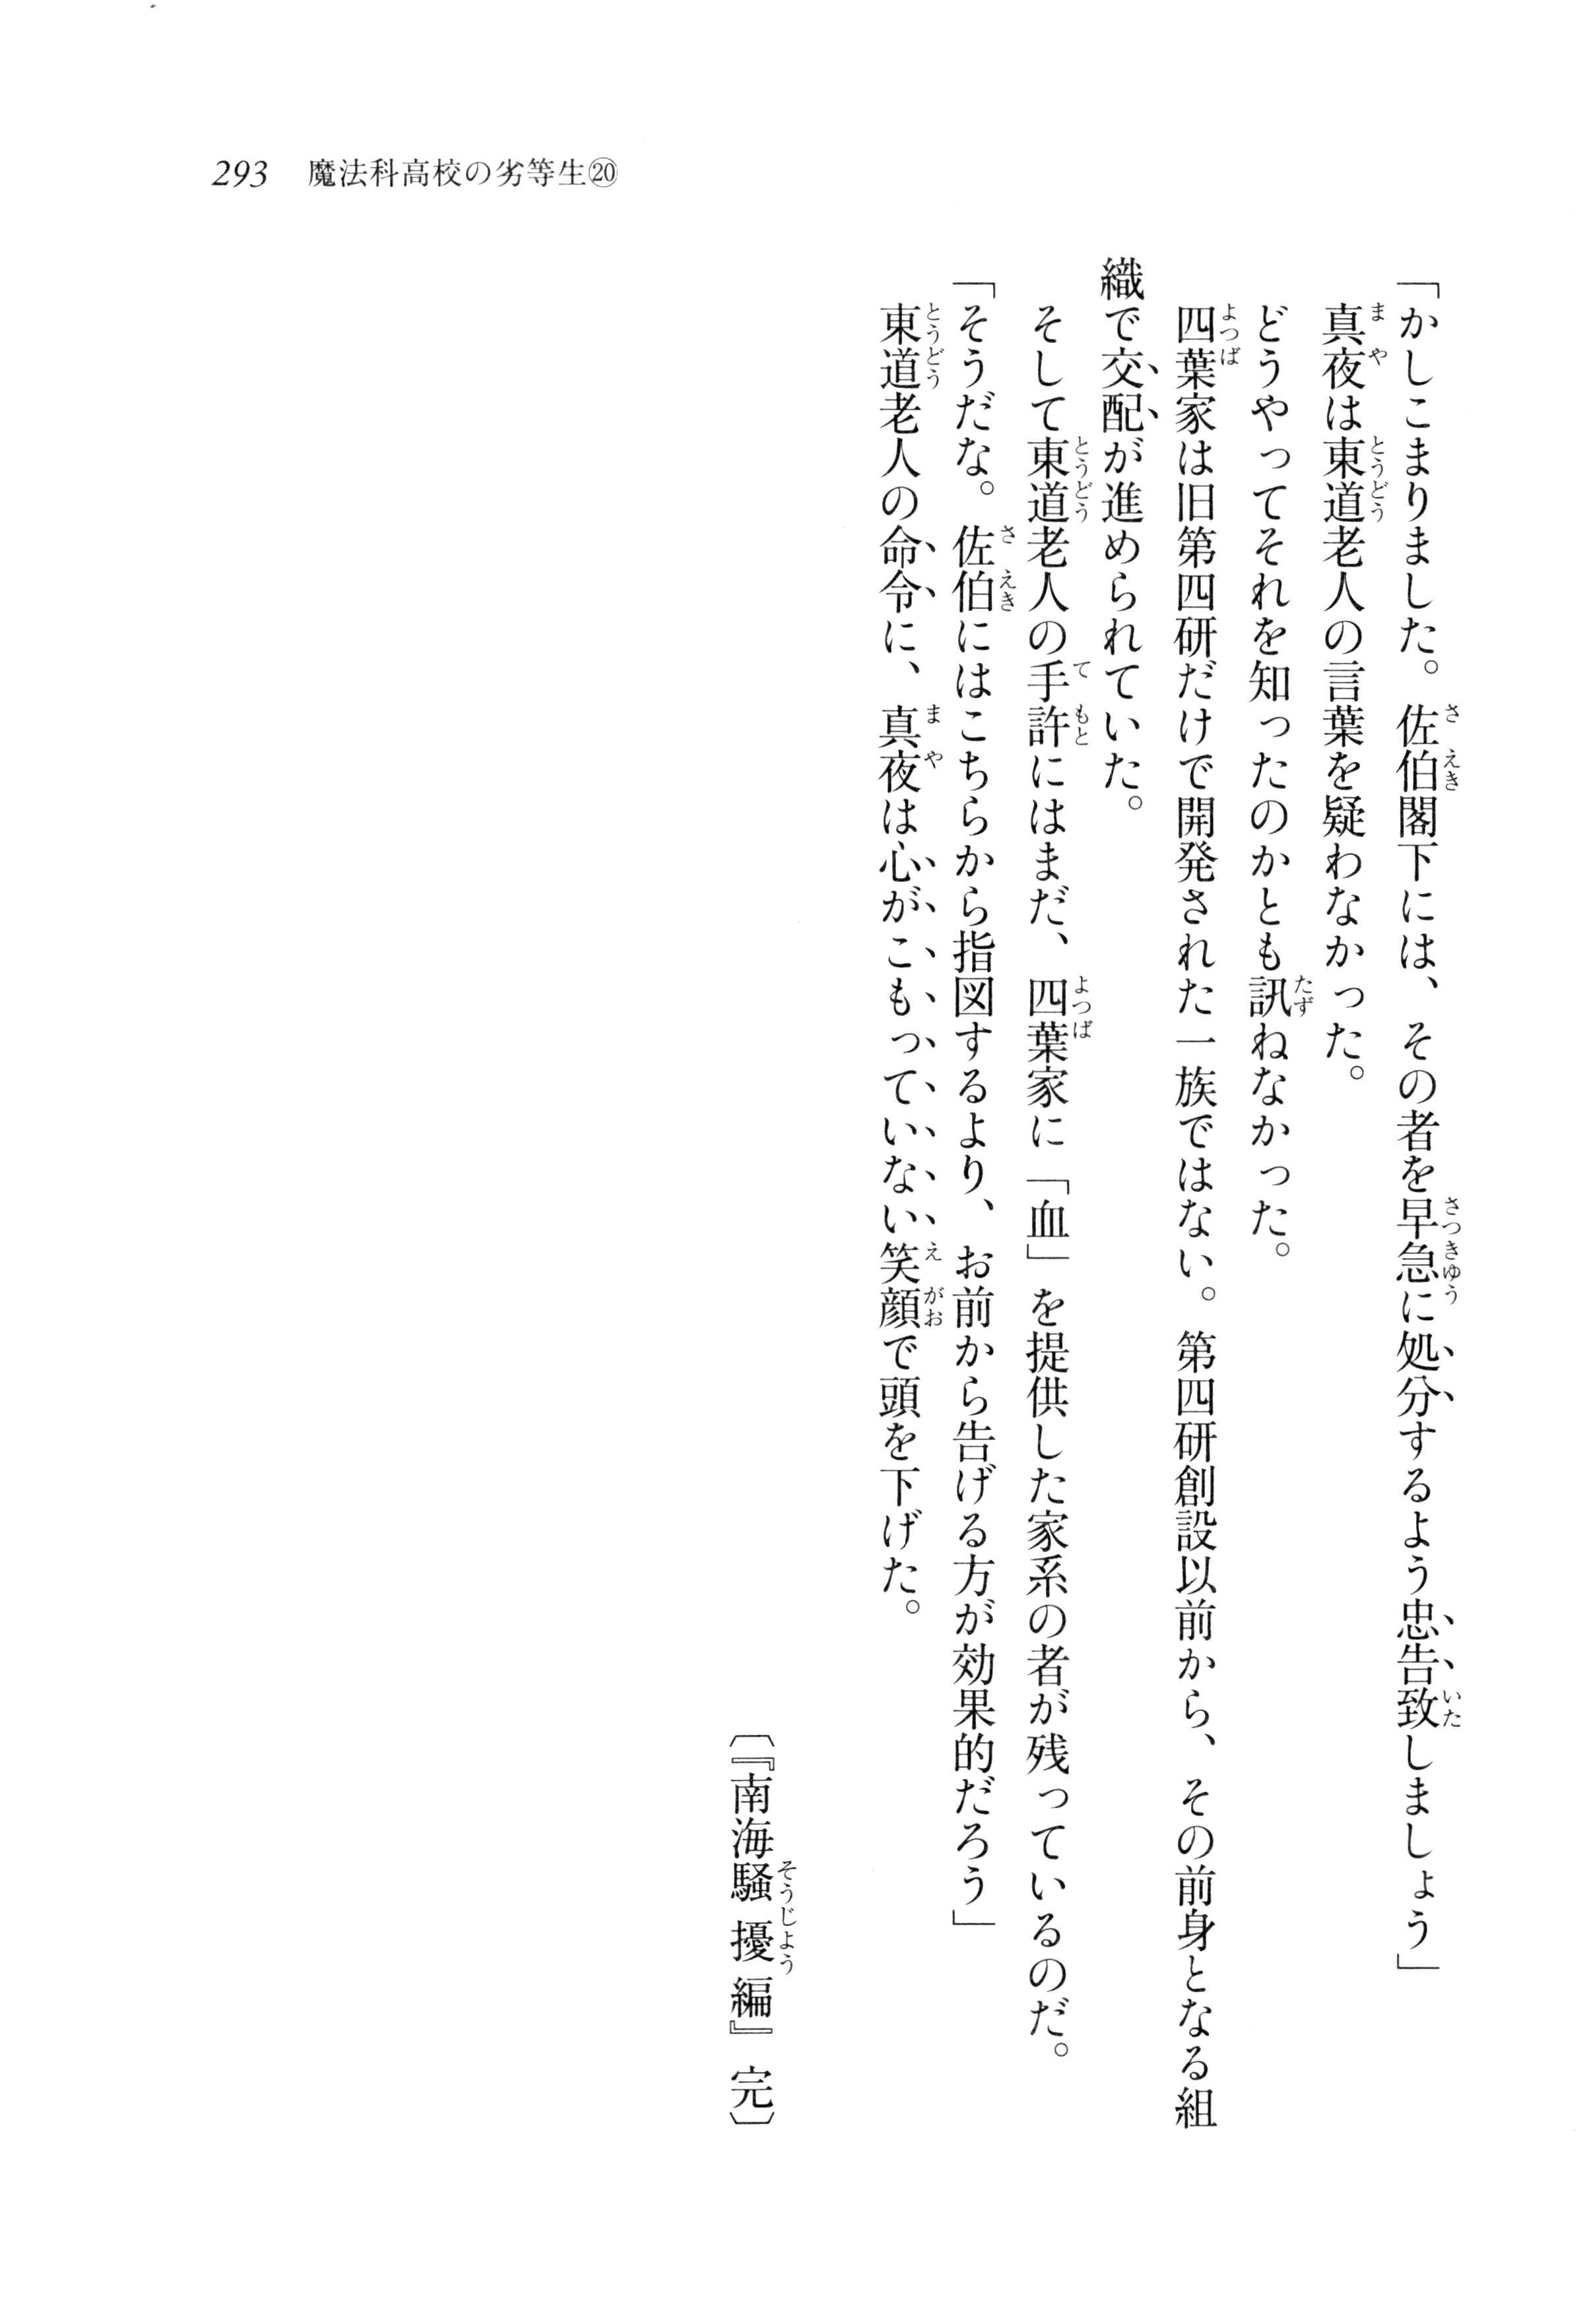 293 魔法科高校の劣等生⑳
「かしこまりました。佐伯閣下には、その者を早急に処分するよう忠告致しましょう」
真夜は東道老人の言葉を疑わなかった。
どうやってそれを知ったのかとも訊ねなかった。
四葉家は旧第四研だけで開発された一族ではない。第四研創設以前から、その前身となる組
織で交配が進められていた。
そして東道老人の手許にはまだ、四葉家に「血」を提供した家系の者が残っているのだ。
「そうだな。佐伯にはこちらから指図するより、お前から告げる方が効果的だろう」
東道老人の命令に、真夜は心がこもっていない笑顔で頭を下げた。
〔『南海騒擾編』完〕